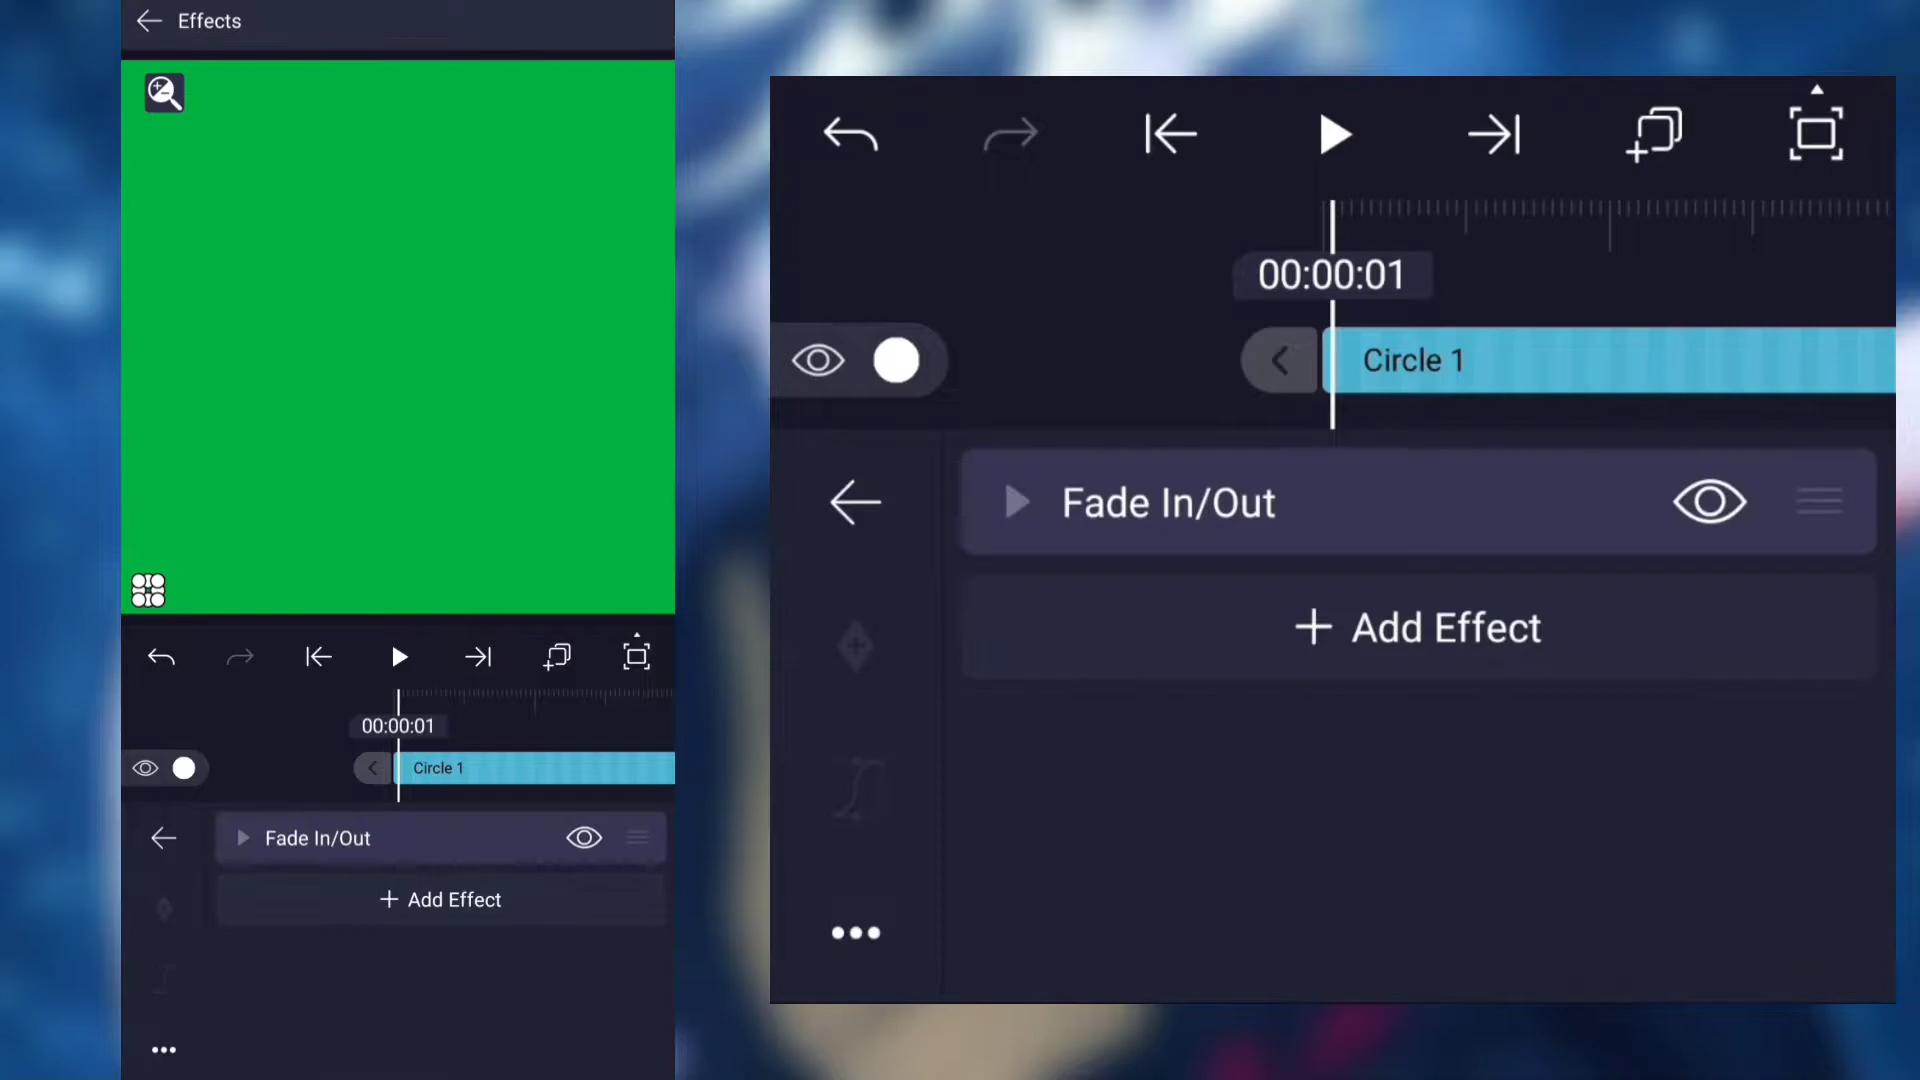 Effects
00:00:01
Circle 1
Fade In/Out
+ Add Effect
00:00:01
Circle 1
Fade In/Out
+ Add Effect